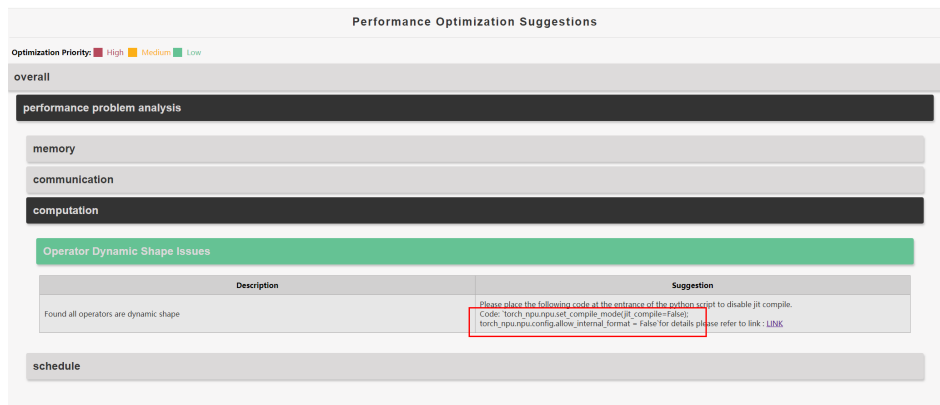 Performance Optimization Suggestions
Optimization Priority: High Medium Low
overall
performance problem analysis
memory
communication
computation
Operator Dynamic Shape Issues
Description Suggestion
Found all operators are dynamic shape
Please place the following code at the entrance of the python script to disable jit compile.
Code: `torch_npu.npu.set_compile_mode(jit_compile=False);
torch_npu.npu.config.allow_internal_format = False`for details please refer to link : LINK
schedule